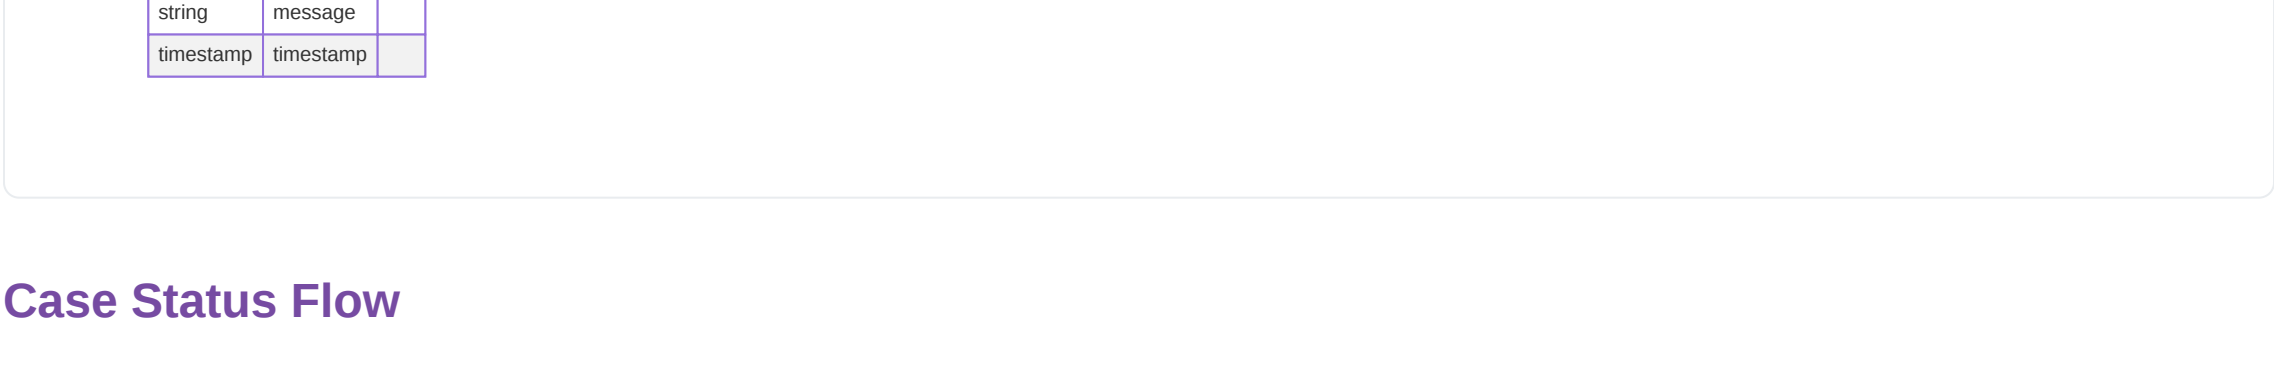 string message
timestamp timestamp
Case Status Flow